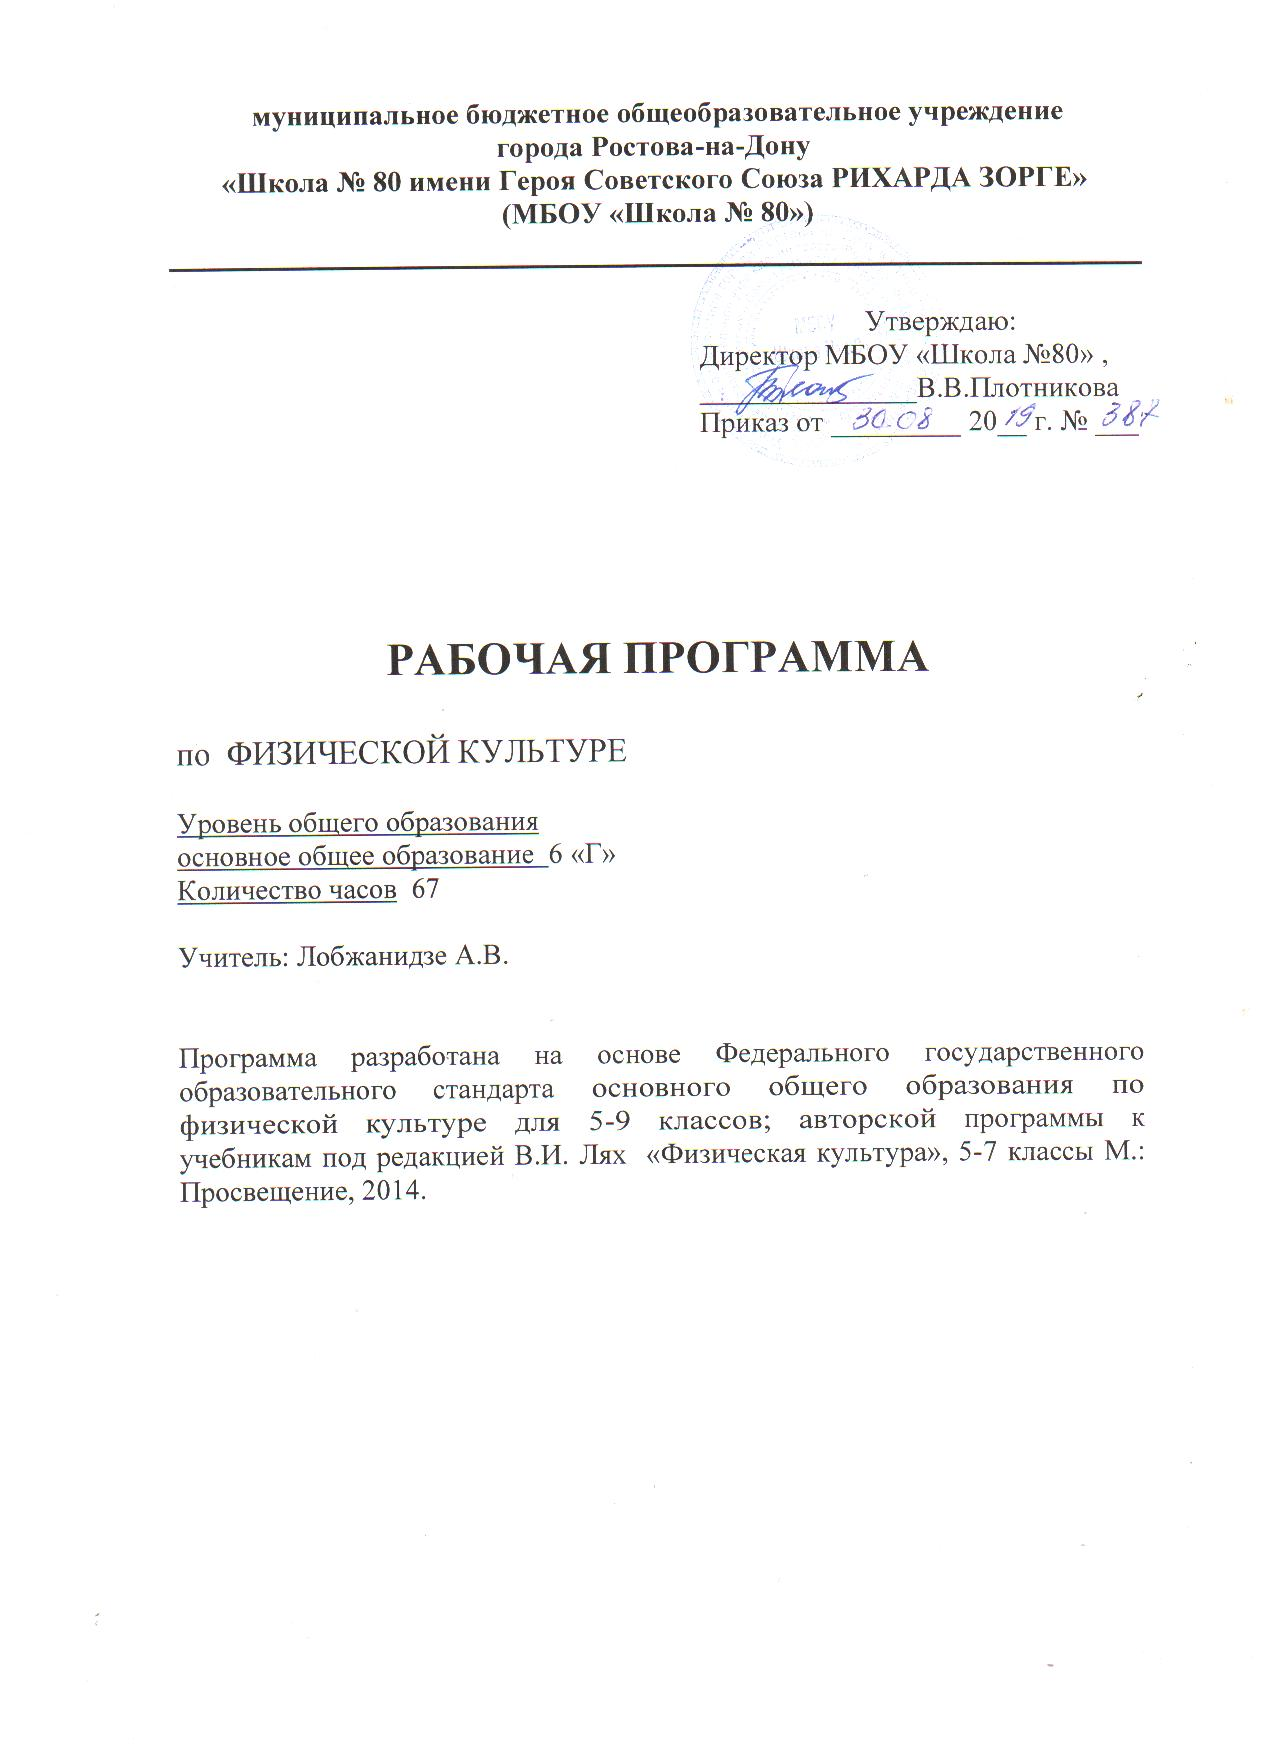 муниципальное бюджетное общеобразовательное учреждение
города Ростова-на-Дону
«Школа № 80 имени Героя Советского Союза РИХАРДА ЗОРГЕ»
(МБОУ «Школа № 80»)
Утверждаю:
Директор МБОУ «Школа №80» ,
В.В.Плотникова
Приказ от 30.08 2019 г. № 387
РАБОЧАЯ ПРОГРАММА
по ФИЗИЧЕСКОЙ КУЛЬТУРЕ
Уровень общего образования
основное общее образование 6 «Г»
Количество часов 67
Учитель: Лобжанидзе А.В.
Программа разработана на основе Федерального государственного
образовательного стандарта основного общего образования по
физической культуре для 5-9 классов; авторской программы к
учебникам под редакцией В.И. Лях «Физическая культура», 5-7 классы М.:
Просвещение, 2014.